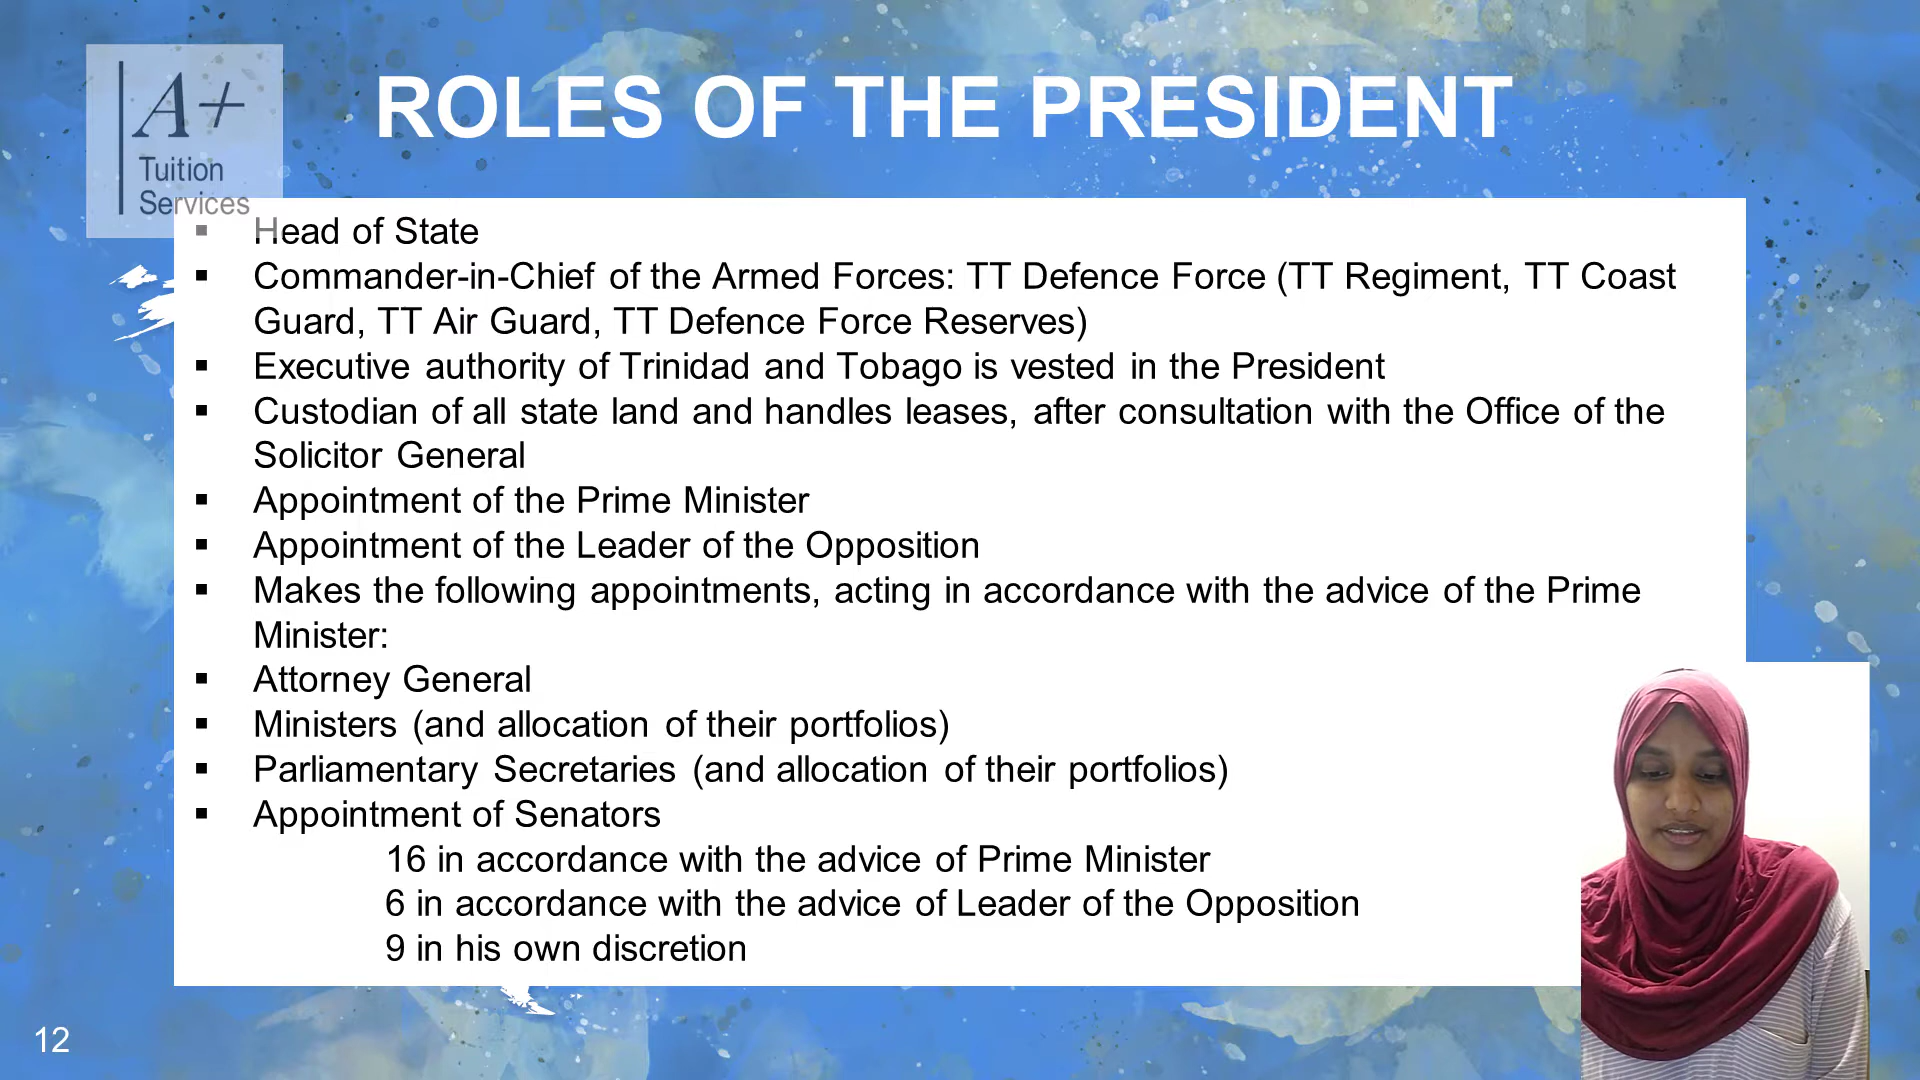 A+
Tuition
Services
ROLES OF THE PRESIDENT
▪ Head of State
▪ Commander-in-Chief of the Armed Forces: TT Defence Force (TT Regiment, TT Coast
Guard, TT Air Guard, TT Defence Force Reserves)
▪ Executive authority of Trinidad and Tobago is vested in the President
▪ Custodian of all state land and handles leases, after consultation with the Office of the
Solicitor General
▪ Appointment of the Prime Minister
▪ Appointment of the Leader of the Opposition
▪ Makes the following appointments, acting in accordance with the advice of the Prime
Minister:
▪ Attorney General
▪ Ministers (and allocation of their portfolios)
▪ Parliamentary Secretaries (and allocation of their portfolios)
▪ Appointment of Senators
16 in accordance with the advice of Prime Minister
6 in accordance with the advice of Leader of the Opposition
9 in his own discretion
12